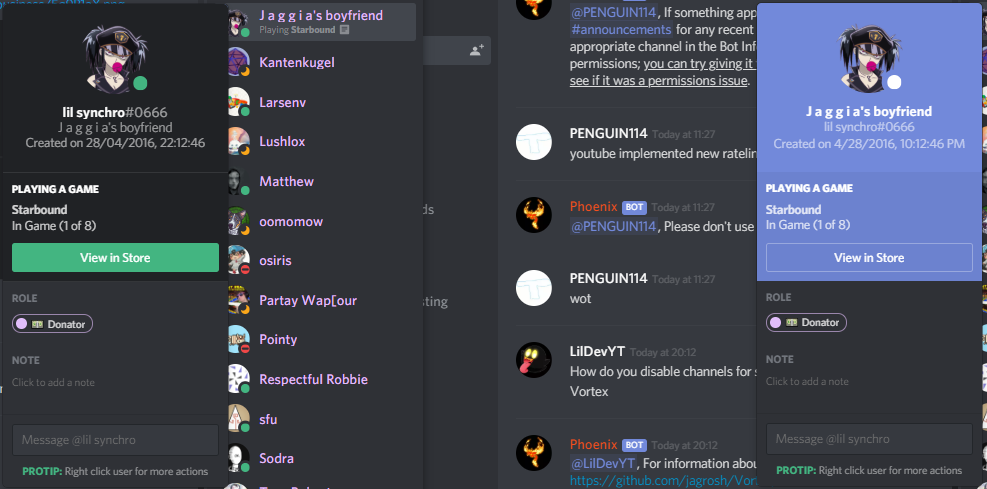 lil synchro#0666
J a g g i a's boyfriend
Created on 28/04/2016, 22:12:46
PLAYING A GAME
Starbound
In Game (1 of 8)
View in Store
ROLE
Donator
NOTE
Click to add a note
Message @lil synchro
PROTIP: Right click user for more actions
J a g g i a's boyfriend
Playing Starbound
Kantenkugel
Larsenv
Lushlox
Matthew
oomomow
osiris
Partay Wap[our
Pointy
Respectful Robbie
sfu
Sodra
ds
sting
@PENGUIN114, If something app
#announcements for any recent
appropriate channel in the Bot Inf
permissions; you can try giving it
see if it was a permissions issue.
PENGUIN114 Today at 11:27
youtube implemented new rateli
Phoenix BOT Today at 11:27
@PENGUIN114, Please don't use
PENGUIN114 Today at 11:27
wot
LilDevYT Today at 20:12
How do you disable channels for s
Vortex
Phoenix BOT Today at 20:12
@LilDevYT, For information abou
https://github.com/jagrosh/Vor
J a g g i a's boyfriend
lil synchro#0666
Created on 4/28/2016, 10:12:46 PM
PLAYING A GAME
Starbound
In Game (1 of 8)
View in Store
ROLE
Donator
NOTE
Click to add a note
Message @lil synchro
PROTIP: Right click user for more actions